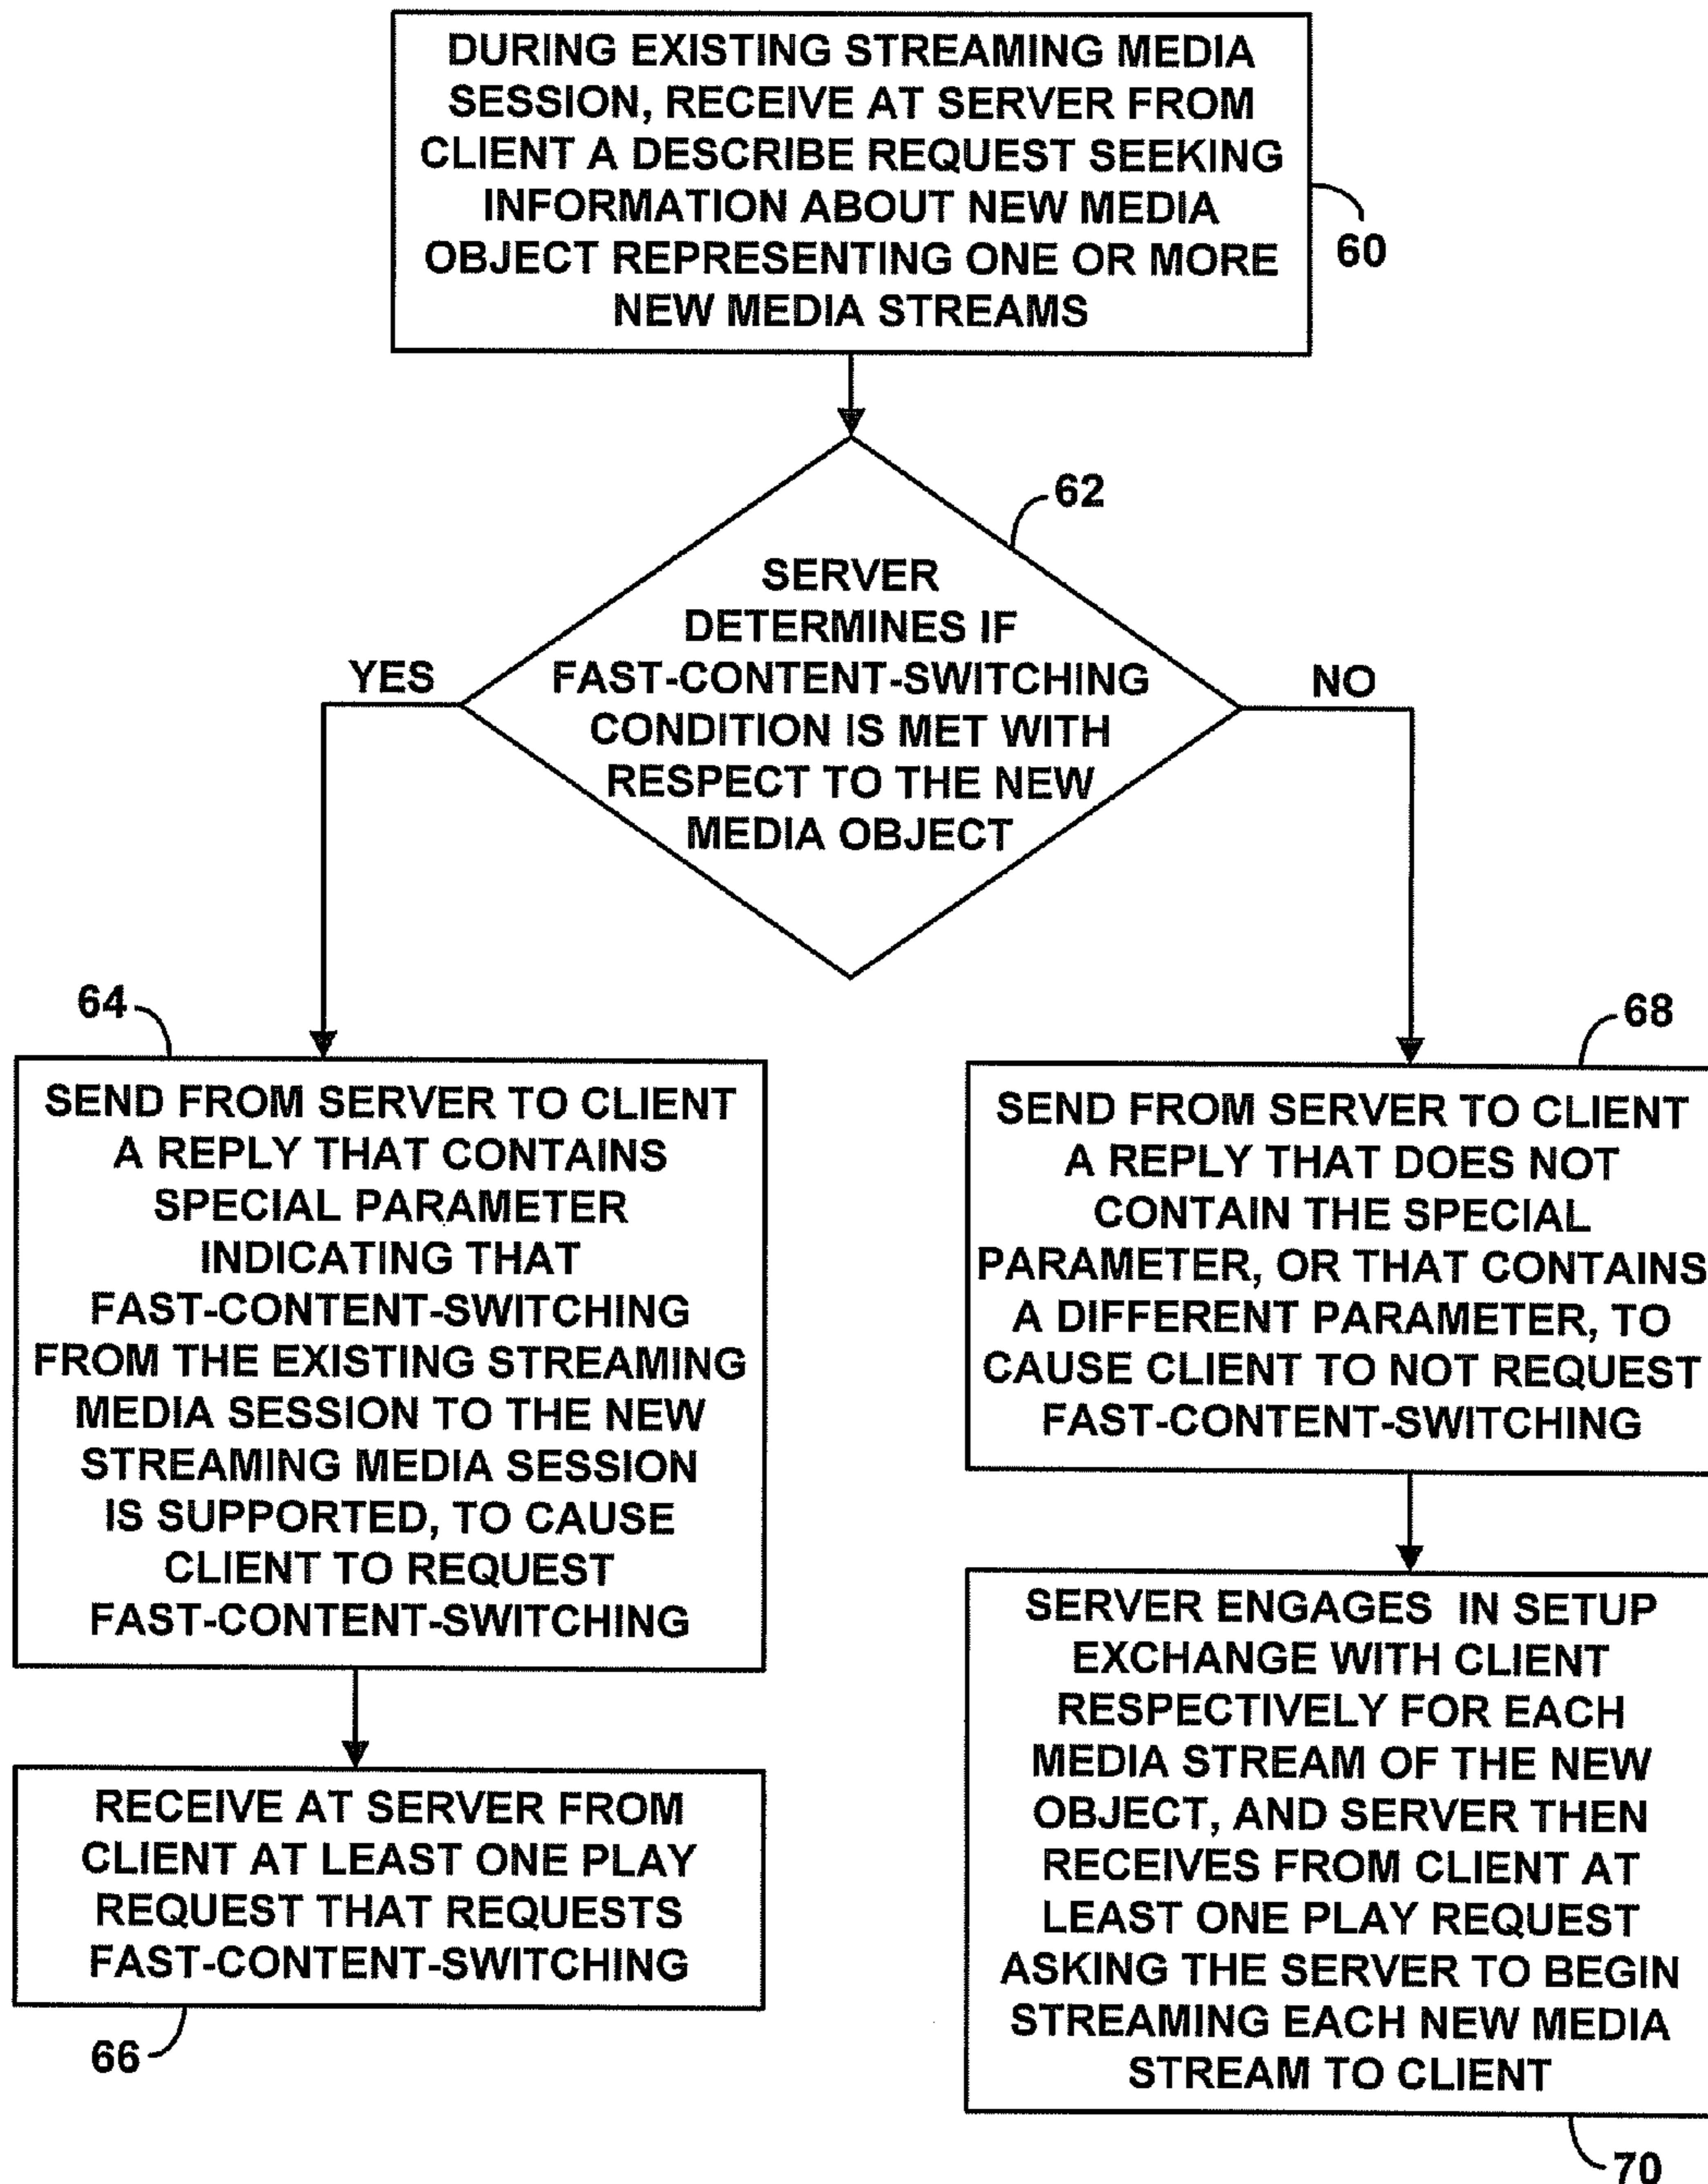 DURING EXISTING STREAMING MEDIA
SESSION, RECEIVE AT SERVER FROM
CLIENT A DESCRIBE REQUEST SEEKING
INFORMATION ABOUT NEW MEDIA
OBJECT REPRESENTING ONE OR MORE
NEW MEDIA STREAMS
60
62
SERVER
DETERMINES IF
FAST-CONTENT-SWITCHING
CONDITION IS MET WITH
RESPECT TO THE NEW
MEDIA OBJECT
YES
NO
64
SEND FROM SERVER TO CLIENT
A REPLY THAT CONTAINS
SPECIAL PARAMETER
INDICATING THAT
FAST-CONTENT-SWITCHING
FROM THE EXISTING STREAMING
MEDIA SESSION TO THE NEW
STREAMING MEDIA SESSION
IS SUPPORTED, TO CAUSE
CLIENT TO REQUEST
FAST-CONTENT-SWITCHING
RECEIVE AT SERVER FROM
CLIENT AT LEAST ONE PLAY
REQUEST THAT REQUESTS
FAST-CONTENT-SWITCHING
66
68
SEND FROM SERVER TO CLIENT
A REPLY THAT DOES NOT
CONTAIN THE SPECIAL
PARAMETER, OR THAT CONTAINS
A DIFFERENT PARAMETER, TO
CAUSE CLIENT TO NOT REQUEST
FAST-CONTENT-SWITCHING
SERVER ENGAGES IN SETUP
EXCHANGE WITH CLIENT
RESPECTIVELY FOR EACH
MEDIA STREAM OF THE NEW
OBJECT, AND SERVER THEN
RECEIVES FROM CLIENT AT
LEAST ONE PLAY REQUEST
ASKING THE SERVER TO BEGIN
STREAMING EACH NEW MEDIA
STREAM TO CLIENT
70